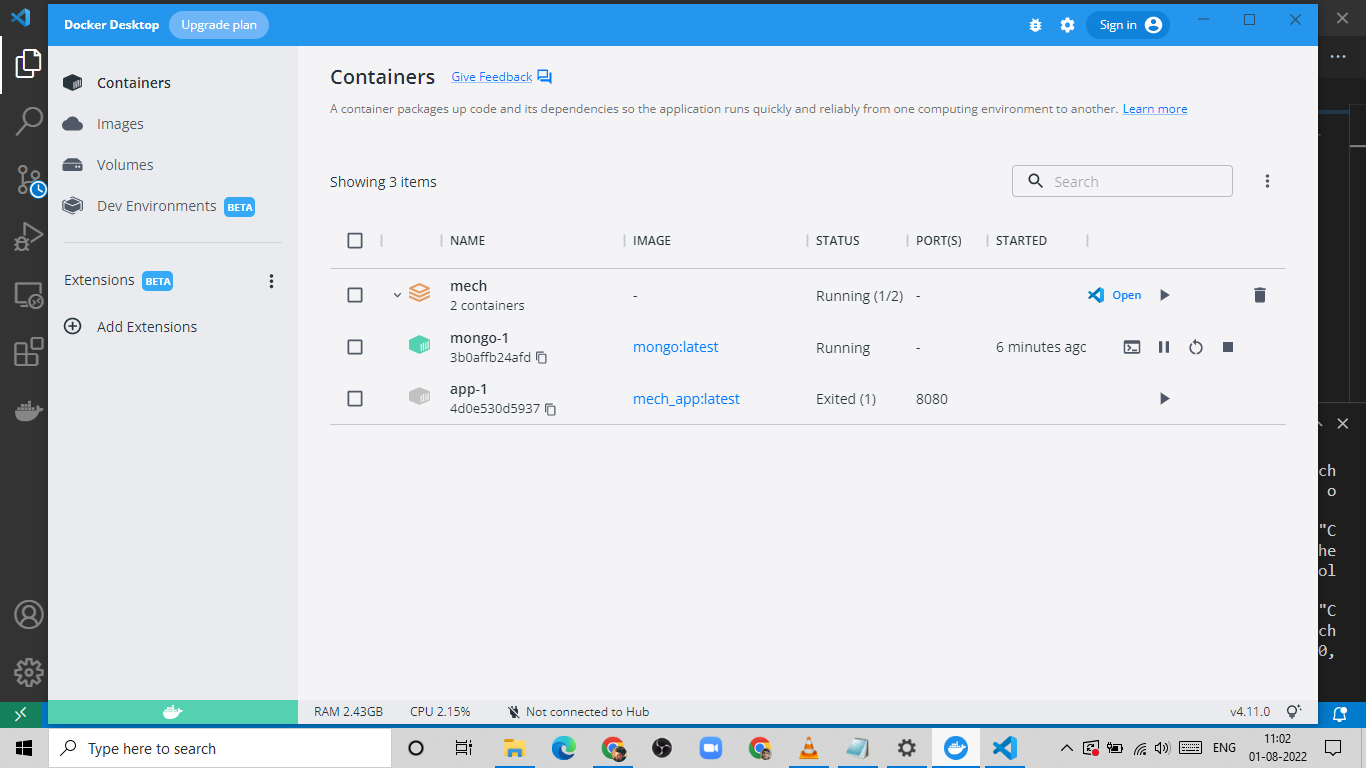 Docker Desktop Upgrade plan Sign in
Containers
Images
Volumes
Dev Environments BETA
Extensions BETA
Add Extensions
Containers Give Feedback
A container packages up code and its dependencies so the application runs quickly and reliably from one computing environment to another. Learn more
Showing 3 items Search
NAME IMAGE STATUS PORT(S) STARTED
mech
2 containers - Running (1/2) - Open
mongo-1
3b0affb24afd mongo:latest Running - 6 minutes agc
app-1
4d0e530d5937 mech_app:latest Exited (1) 8080
ch
o
"C
he
ol
"C
ch
0,
RAM 2.43GB CPU 2.15% Not connected to Hub v4.11.0
Type here to search ENG 11:02
01-08-2022